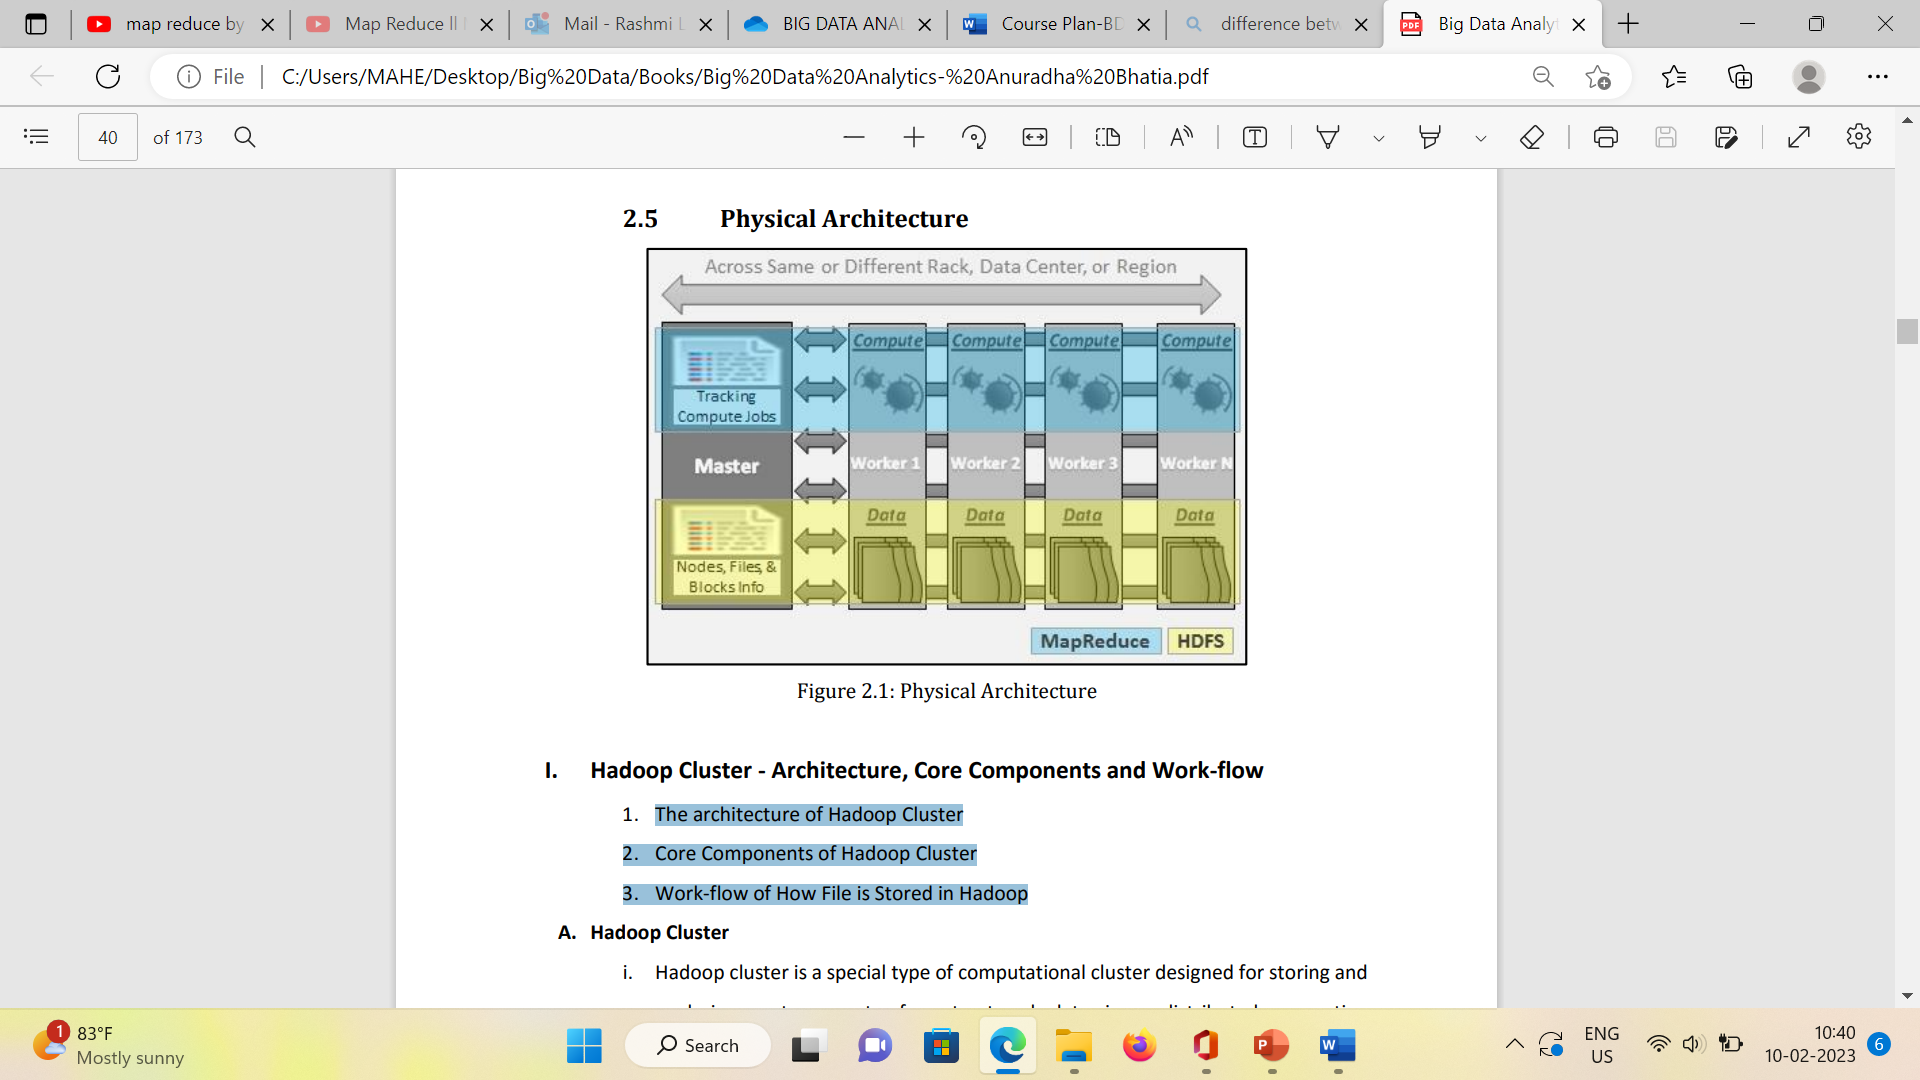 map reduce by
Map Reduce ll
Mail - Rashmi L
BIG DATA ANAL
Course Plan-BD
difference betw
Big Data Analyt
File
C:/Users/MAHE/Desktop/Big%20Data/Books/Big%20Data%20Analytics-%20Anuradha%20Bhatia.pdf
40 of 173
2.5 Physical Architecture
Across Same or Different Rack, Data Center, or Region
Compute Compute Compute Compute
Tracking
Compute Jobs
Master Worker 1 Worker 2 Worker 3 Worker N
Data Data Data Data
Nodes, Files, &
Blocks Info
MapReduce HDFS
Figure 2.1: Physical Architecture
I. Hadoop Cluster - Architecture, Core Components and Work-flow
1. The architecture of Hadoop Cluster
2. Core Components of Hadoop Cluster
3. Work-flow of How File is Stored in Hadoop
A. Hadoop Cluster
i. Hadoop cluster is a special type of computational cluster designed for storing and
1
83°F
Mostly sunny
Search
ENG
US
10:40
10-02-2023
6